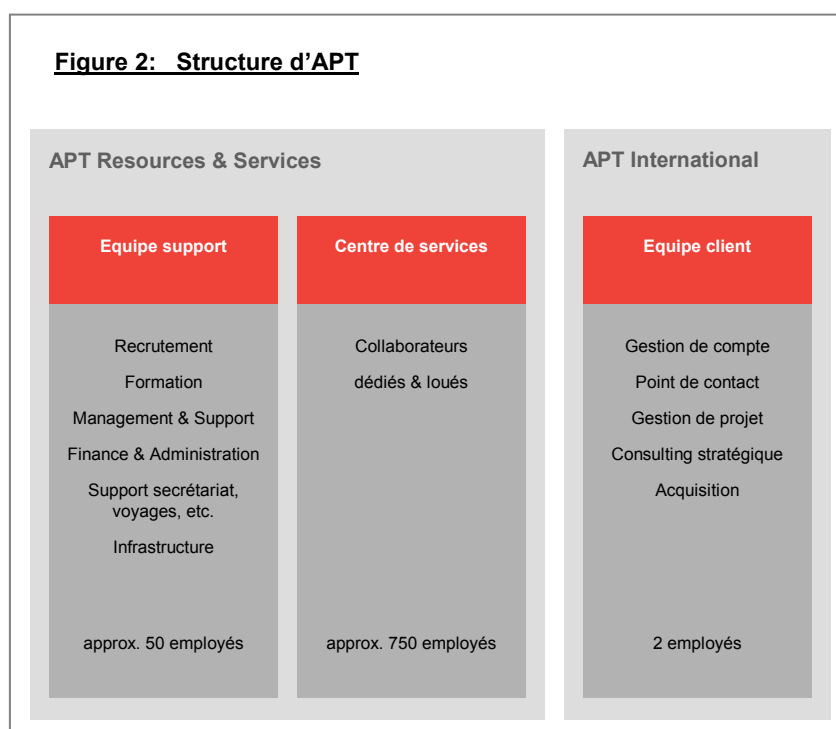 Figure 2: Structure d’APT
APT Resources & Services
Equipe support
Recrutement
Formation
Management & Support
Finance & Administration
Support secrétariat,
voyages, etc.
Infrastructure
approx. 50 employés
Centre de services
Collaborateurs
dédiés & loués
approx. 750 employés
APT International
Equipe client
Gestion de compte
Point de contact
Gestion de projet
Consulting stratégique
Acquisition
2 employés